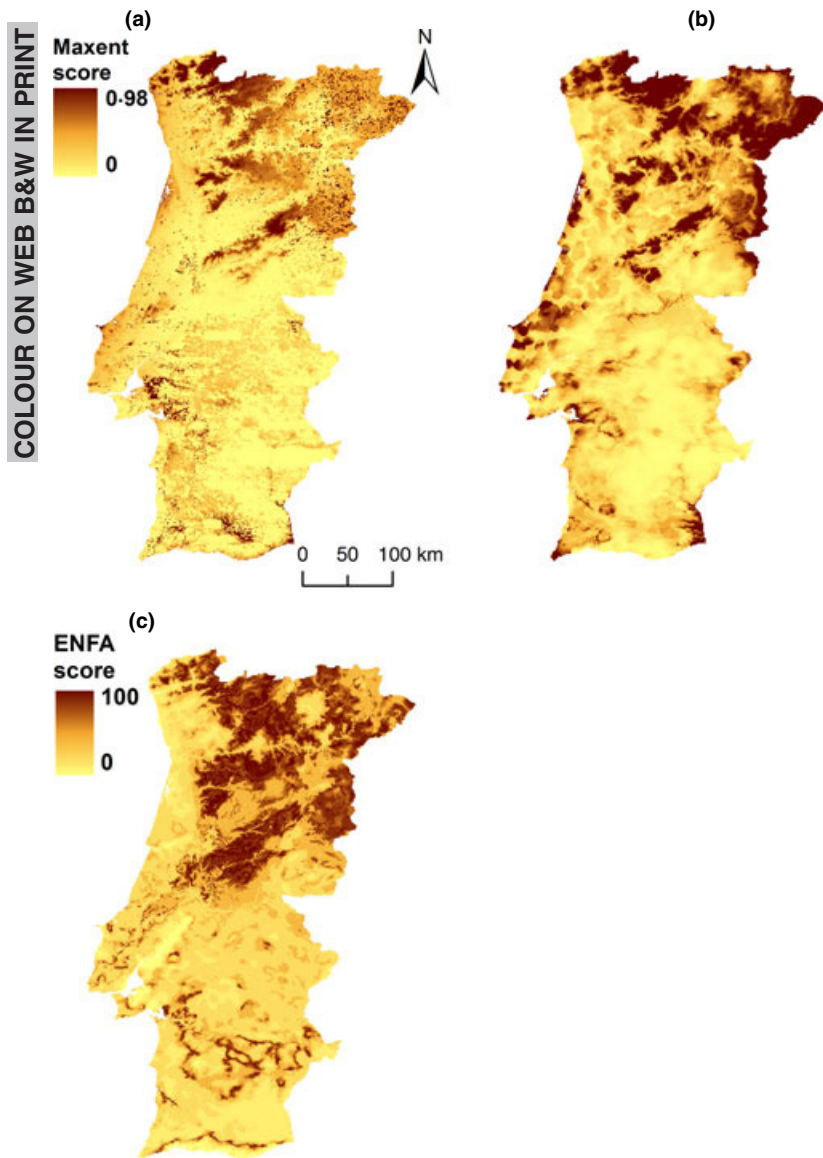 COLOUR ON WEB B&W IN PRINT
(a)
Maxent
score
0·98
0
N
0 50 100 km
(b)
(c)
ENFA
score
100
0